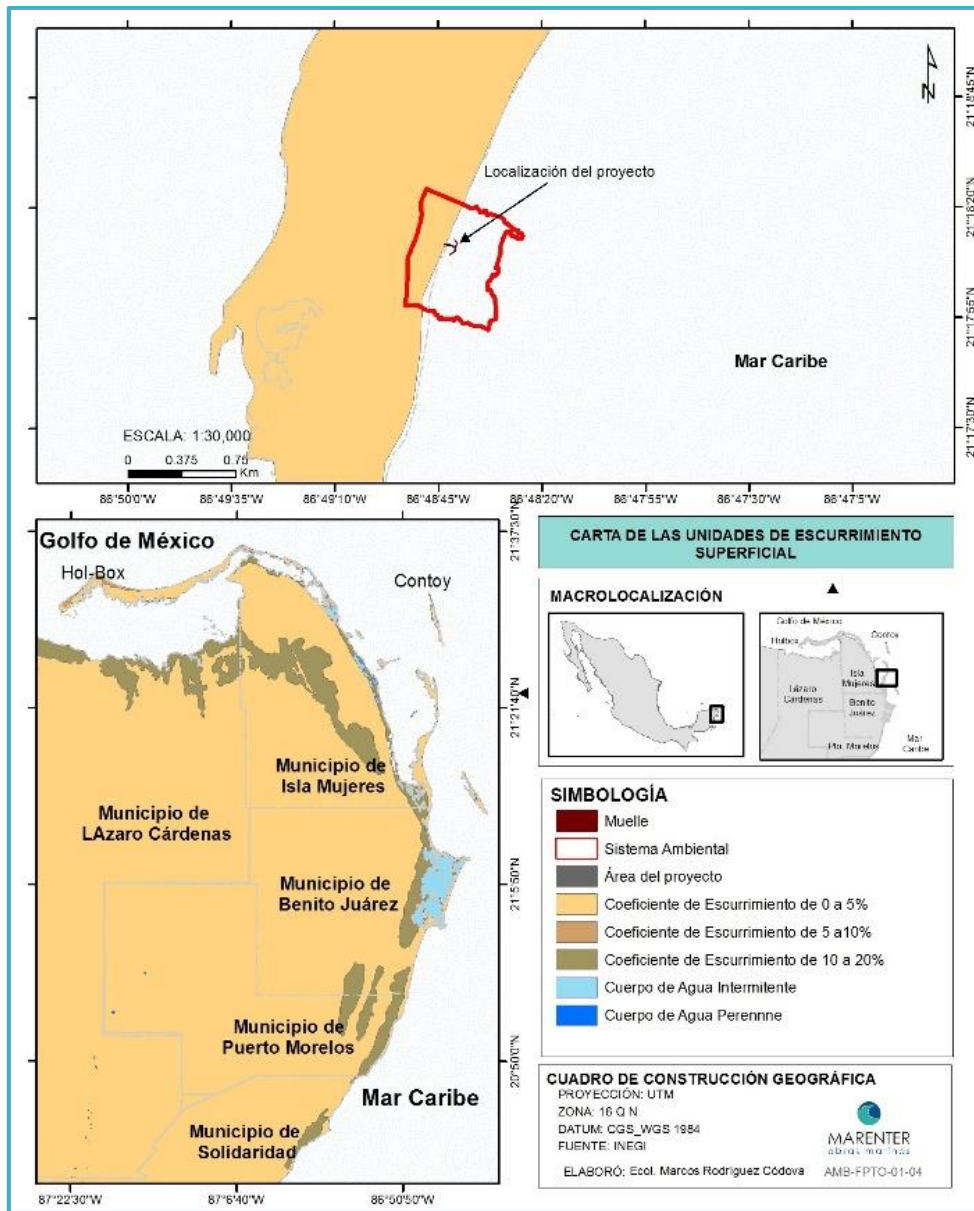 Localización del proyecto
N
21°18'45"N
21°18'20"N
21°17'55"N
21°17'30"N
Mar Caribe
ESCALA: 1:30,000
0 0.375 0.75
Km
86°50'0"W 86°49'35"W 86°49'10"W 86°48'45"W 86°48'20"W 86°47'55"W 86°47'30"W 86°47'5"W
Golfo de México
Hol-Box
Contoy
Municipio de
Isla Mujeres
Municipio de
LÁzaro Cárdenas
Municipio de
Benito Juárez
Municipio de
Puerto Morelos
Mar Caribe
Municipio de
Solidaridad
21°37'30"N
21°21'40"N
21°5'50"N
20°50'0"N
87°22'30"W 87°6'40"W 86°50'50"W
CARTA DE LAS UNIDADES DE ESCURRIMIENTO
SUPERFICIAL
MACROLOCALIZACIÓN
Golfo de México
Holbox
Contoy
Isla
Mujeres
Lázaro
Cárdenas
Benito
Juárez
Pto. Morelos
Mar
Caribe
SIMBOLOGÍA
Muelle
Sistema Ambiental
Área del proyecto
Coeficiente de Escurrimiento de 0 a 5%
Coeficiente de Escurrimiento de 5 a10%
Coeficiente de Escurrimiento de 10 a 20%
Cuerpo de Agua Intermitente
Cuerpo de Agua Perennne
CUADRO DE CONSTRUCCIÓN GEOGRÁFICA
PROYECCIÓN: UTM
ZONA: 16 Q N
DATUM: CGS_WGS 1984
FUENTE: INEGI
ELABORÓ: Ecol. Marcos Rodríguez Códova
MARENTER
obras marinas
AMB-FPTO-01-04